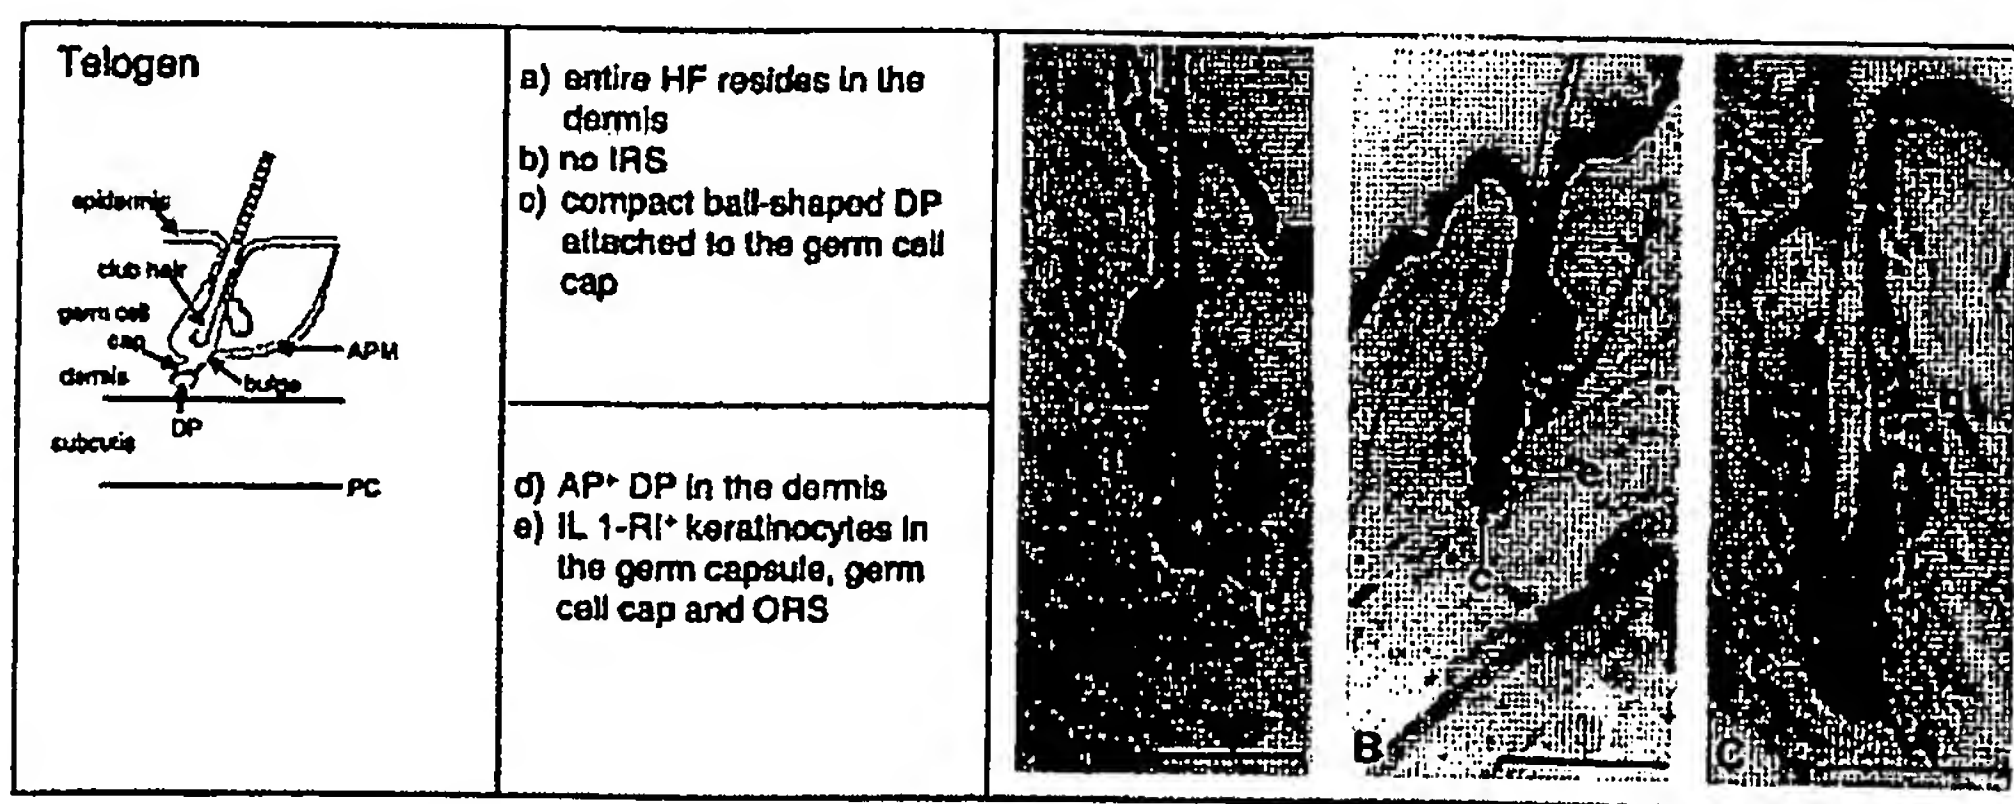 Telogen
epidermis
club hair
germ cell
cap
dermis
APM
bulge
DP
subcutis
PC
a) entire HF resides in the
dermis
b) no IRS
c) compact ball-shaped DP
attached to the germ cell
cap
d) AP⁺ DP in the dermis
e) IL 1-RI⁺ keratinocytes in
the germ capsule, germ
cell cap and ORS
B
C